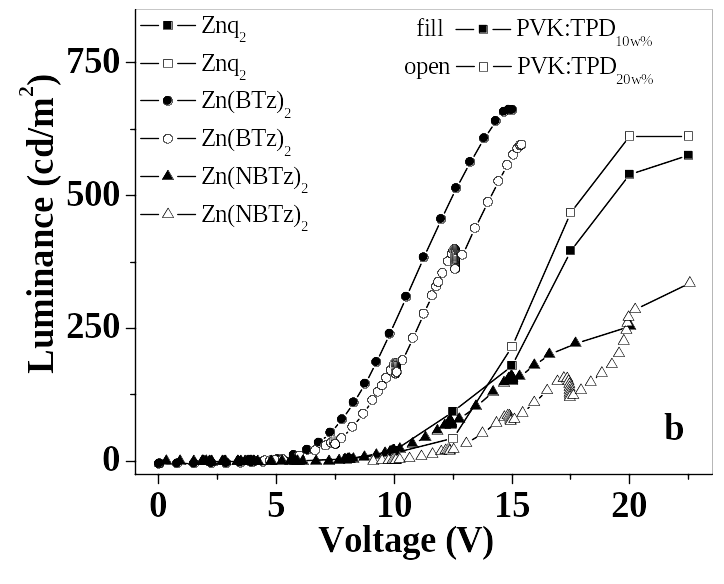 Znq2
Znq2
Zn(BTz)2
Zn(BTz)2
Zn(NBTz)2
Zn(NBTz)2
fill PVK:TPD10w%
open PVK:TPD20w%
Luminance (cd/m2)
750
500
250
0
b
0 5 10 15 20
Voltage (V)